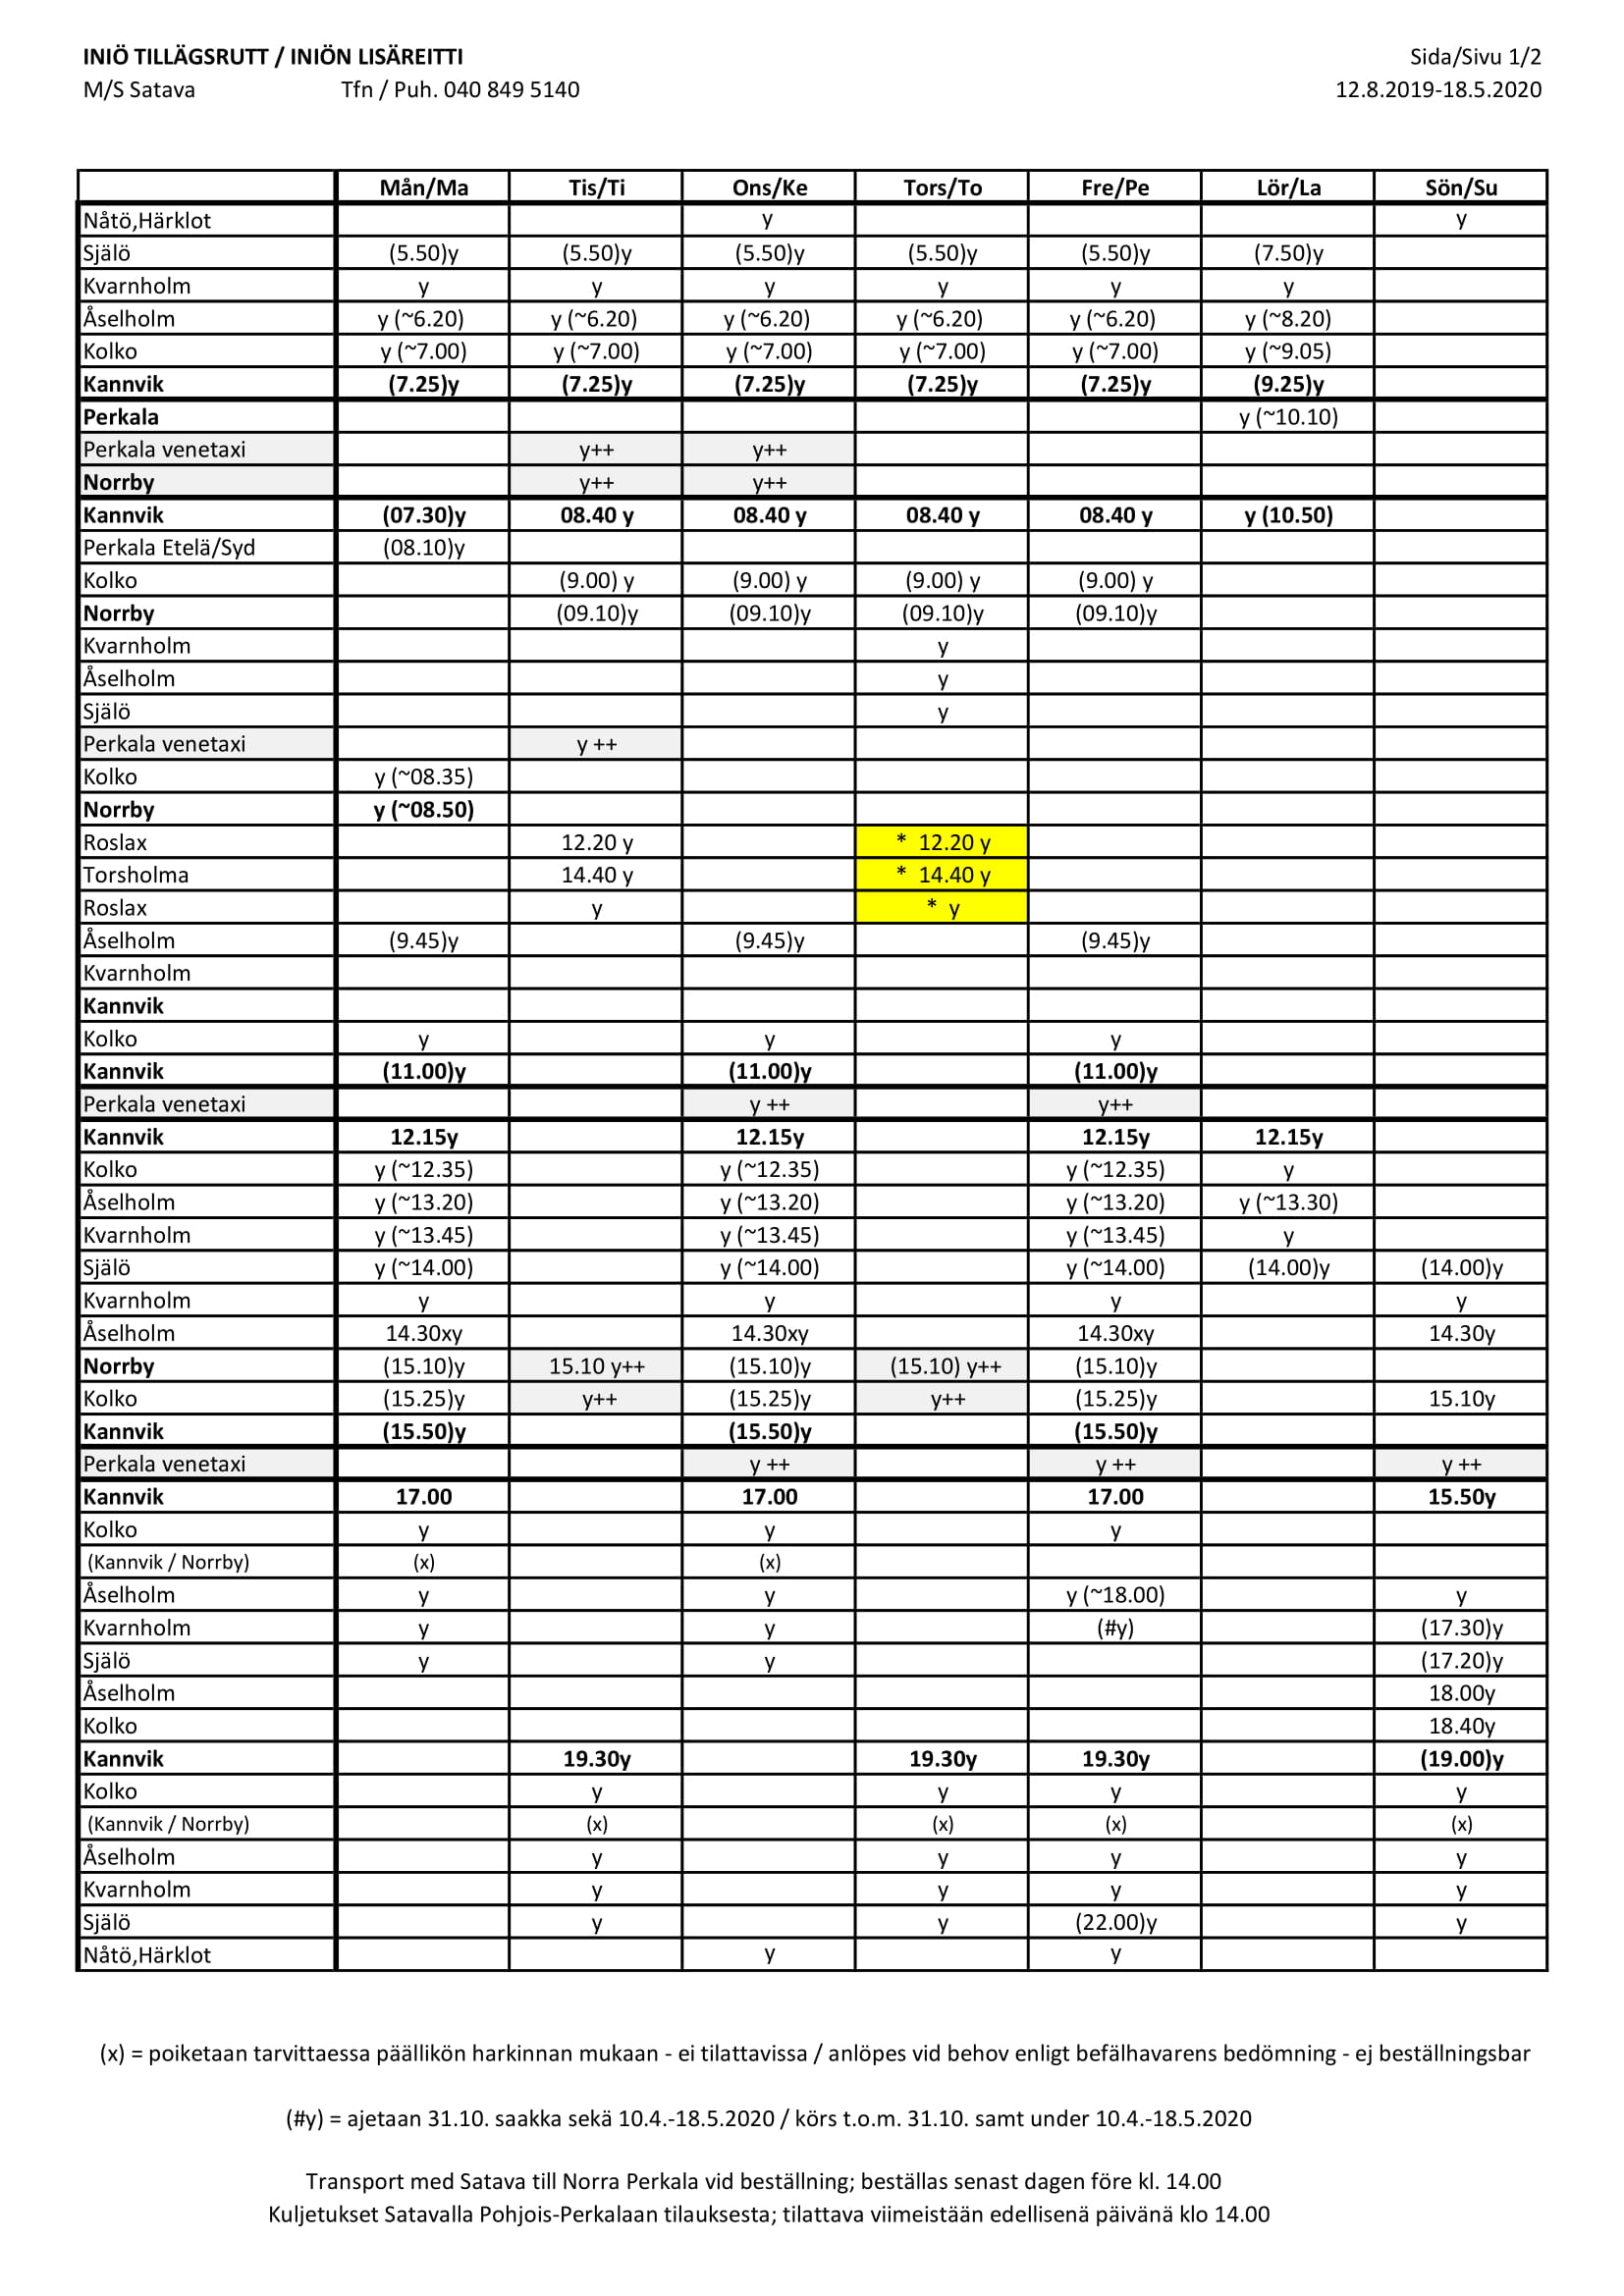 INIÖ TILLÄGSRUTT / INIÖN LISÄREITTI Sida/Sivu 1/2
M/S Satava Tfn / Puh. 040 849 5140 12.8.2019-18.5.2020
Mån/Ma Tis/Ti Ons/Ke Tors/To Fre/Pe Lör/La Sön/Su
Nåtö,Härklot y y
Själö (5.50)y (5.50)y (5.50)y (5.50)y (5.50)y (7.50)y
Kvarnholm y y y y y y
Åselholm y (~6.20) y (~6.20) y (~6.20) y (~6.20) y (~6.20) y (~8.20)
Kolko y (~7.00) y (~7.00) y (~7.00) y (~7.00) y (~7.00) y (~9.05)
Kannvik (7.25)y (7.25)y (7.25)y (7.25)y (7.25)y (9.25)y
Perkala y (~10.10)
Perkala venetaxi y++ y++
Norrby y++ y++
Kannvik (07.30)y 08.40 y 08.40 y 08.40 y 08.40 y y (10.50)
Perkala Etelä/Syd (08.10)y
Kolko (9.00) y (9.00) y (9.00) y (9.00) y
Norrby (09.10)y (09.10)y (09.10)y (09.10)y
Kvarnholm y
Åselholm y
Själö y
Perkala venetaxi y ++
Kolko y (~08.35)
Norrby y (~08.50)
Roslax 12.20 y * 12.20 y
Torsholma 14.40 y * 14.40 y
Roslax y * y
Åselholm (9.45)y (9.45)y (9.45)y
Kvarnholm
Kannvik
Kolko y y y
Kannvik (11.00)y (11.00)y (11.00)y
Perkala venetaxi y ++ y++
Kannvik 12.15y 12.15y 12.15y 12.15y
Kolko y (~12.35) y (~12.35) y (~12.35) y
Åselholm y (~13.20) y (~13.20) y (~13.20) y (~13.30)
Kvarnholm y (~13.45) y (~13.45) y (~13.45) y
Själö y (~14.00) y (~14.00) y (~14.00) (14.00)y (14.00)y
Kvarnholm y y y y
Åselholm 14.30xy 14.30xy 14.30xy 14.30y
Norrby (15.10)y 15.10 y++ (15.10)y (15.10) y++ (15.10)y
Kolko (15.25)y y++ (15.25)y y++ (15.25)y 15.10y
Kannvik (15.50)y (15.50)y (15.50)y
Perkala venetaxi y ++ y ++ y ++
Kannvik 17.00 17.00 17.00 15.50y
Kolko y y y
(Kannvik / Norrby) (x) (x)
Åselholm y y y (~18.00) y
Kvarnholm y y (#y) (17.30)y
Själö y y (17.20)y
Åselholm 18.00y
Kolko 18.40y
Kannvik 19.30y 19.30y 19.30y (19.00)y
Kolko y y y y
(Kannvik / Norrby) (x) (x) (x) (x)
Åselholm y y y y
Kvarnholm y y y y
Själö y y (22.00)y y
Nåtö,Härklot y y
(x) = poiketaan tarvittaessa päällikön harkinnan mukaan - ei tilattavissa / anlöpes vid behov enligt befälhavarens bedömning - ej beställningsbar
(#y) = ajetaan 31.10. saakka sekä 10.4.-18.5.2020 / körs t.o.m. 31.10. samt under 10.4.-18.5.2020
Transport med Satava till Norra Perkala vid beställning; beställas senast dagen före kl. 14.00
Kuljetukset Satavalla Pohjois-Perkalaan tilauksesta; tilattava viimeistään edellisenä päivänä klo 14.00